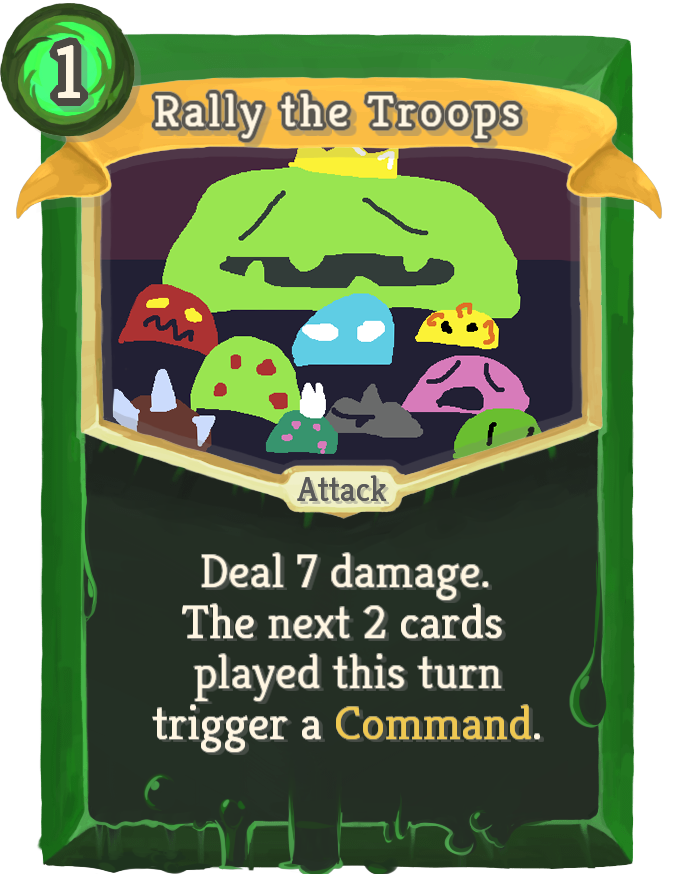 1
Rally the Troops
Attack
Deal 7 damage.
The next 2 cards
played this turn
trigger a Command.